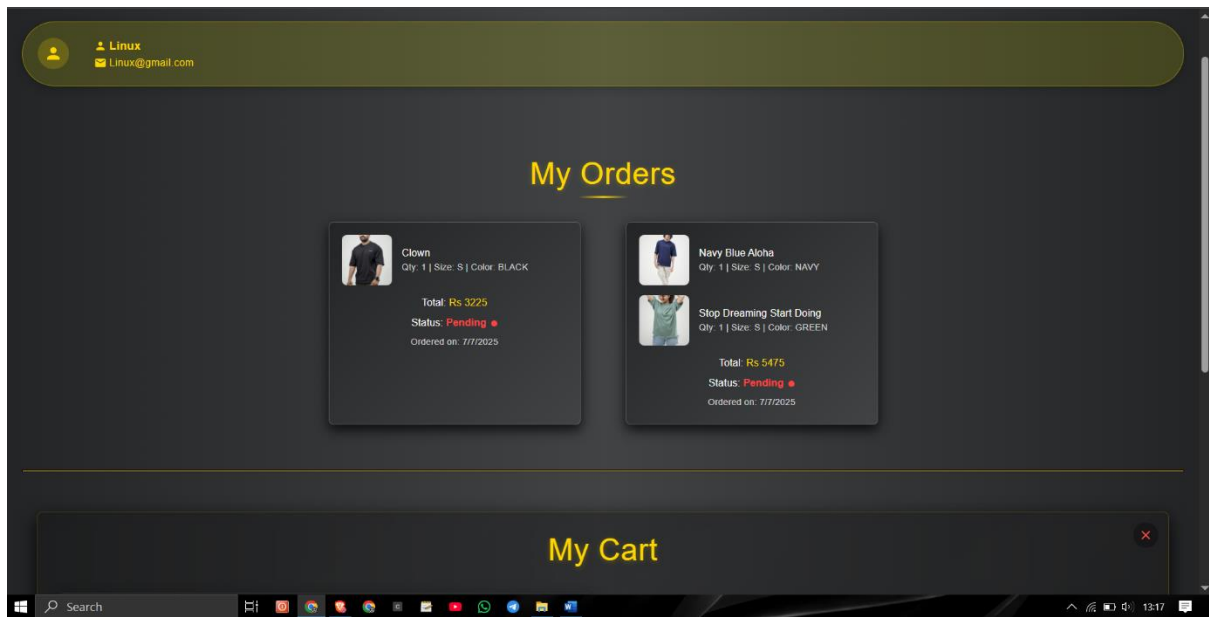 Linux
Linux@gmail.com
My Orders
Clown
Qty: 1 | Size: S | Color: BLACK
Total: Rs 3225
Status: Pending
Ordered on: 7/7/2025
Navy Blue Aloha
Qty: 1 | Size: S | Color: NAVY
Stop Dreaming Start Doing
Qty: 1 | Size: S | Color: GREEN
Total: Rs 5475
Status: Pending
Ordered on: 7/7/2025
My Cart
Search
13:17